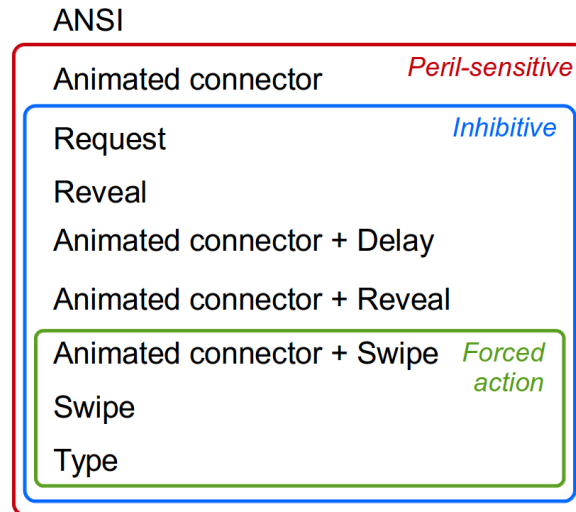 ANSI
Animated connector
Peril-sensitive
Inhibitive
Request
Reveal
Animated connector + Delay
Animated connector + Reveal
Animated connector + Swipe
Forced
action
Swipe
Type